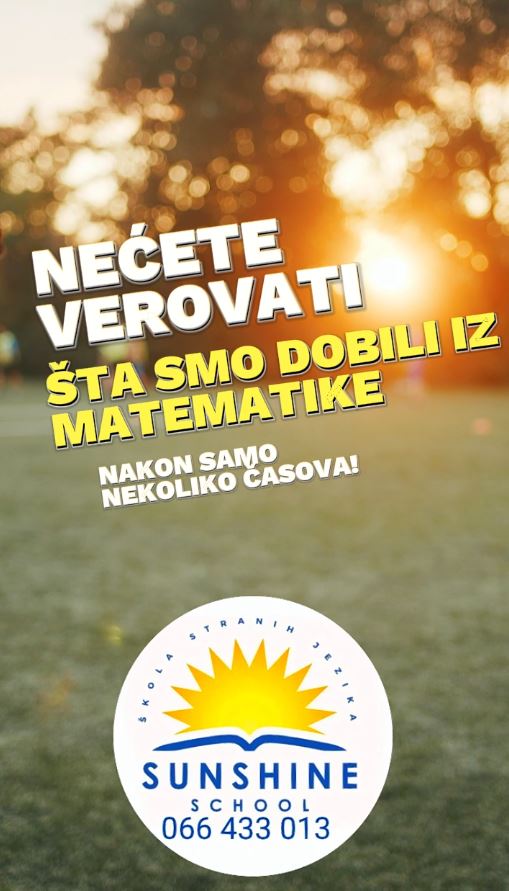 NEĆETE
VEROVATI
ŠTA SMO DOBILI IZ
MATEMATIKE
NAKON SAMO
NEKOLIKO ČASOVA!
ŠKOLA STRANIH JEZIKA
SUNSHINE
SCHOOL
066 433 013